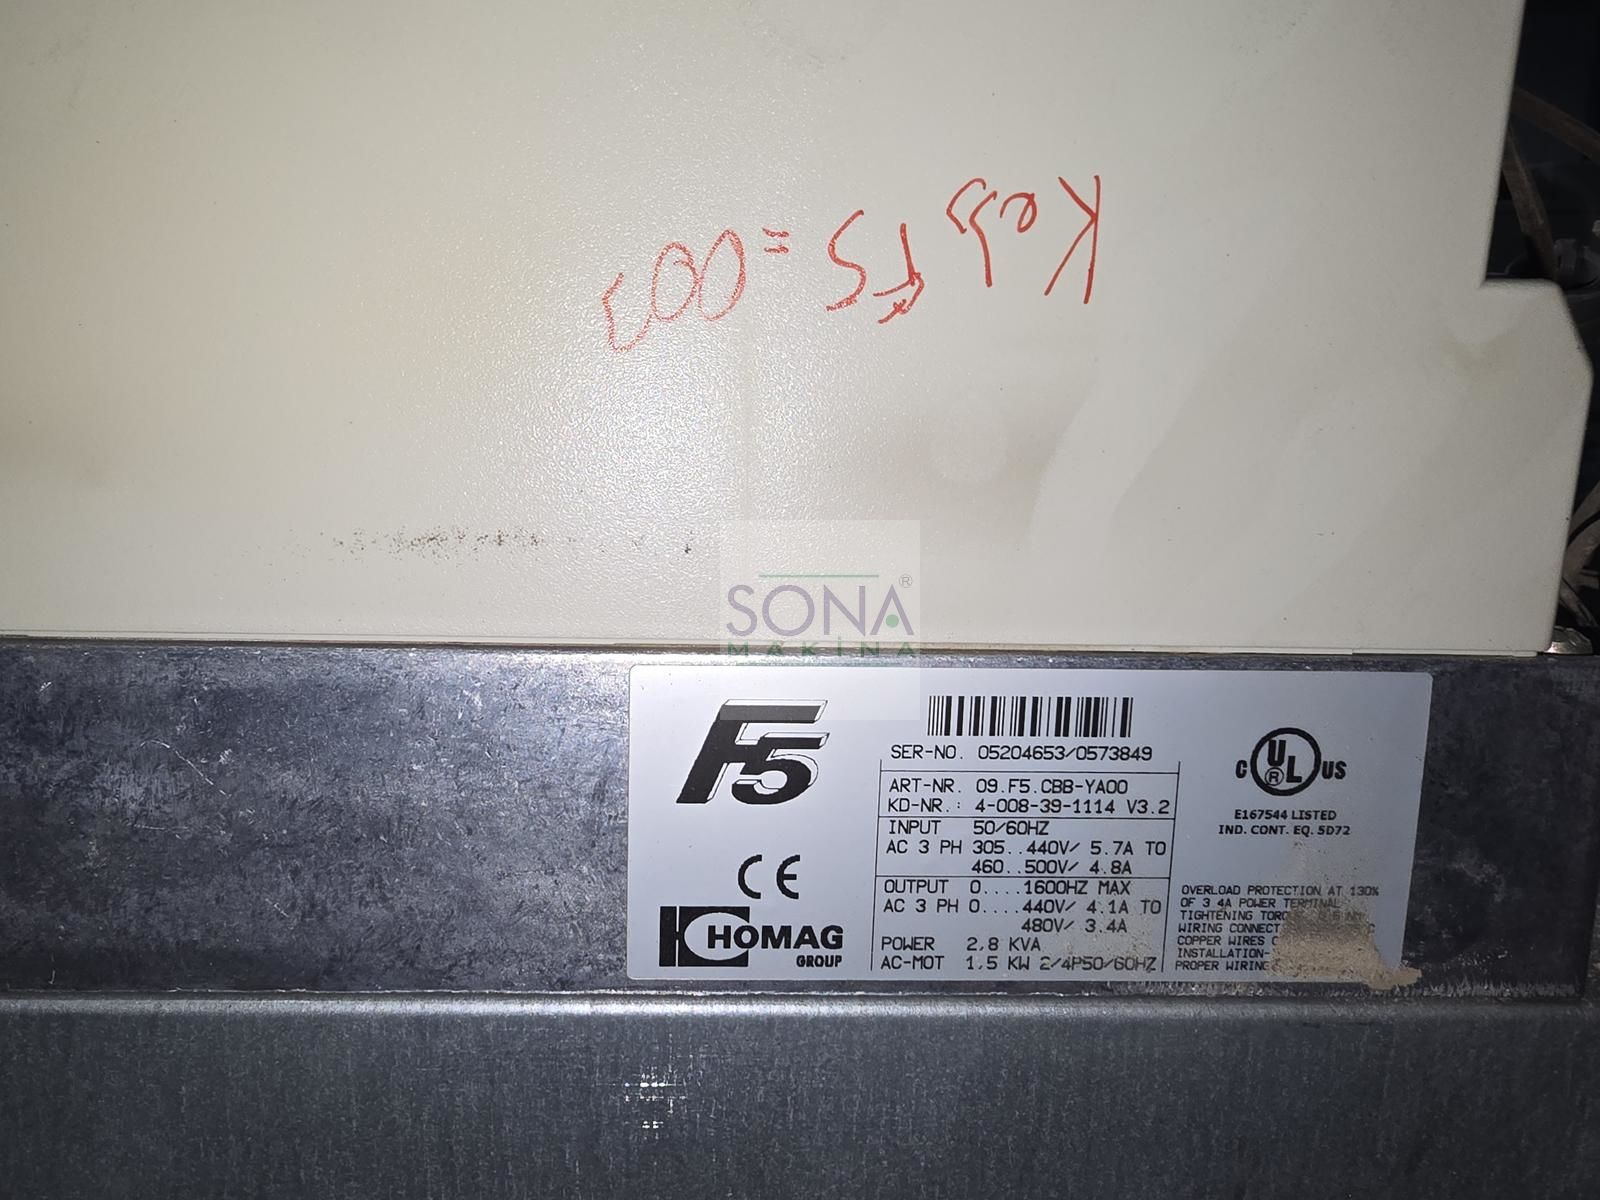 Keb F5 = 003
SONA®
MAKİNA
F5
SER-NO. 05204653/0573849
ART-NR. 09.F5.CBB-YA00
KD-NR.: 4-008-39-1114 V3.2
INPUT 50/60HZ
AC 3 PH 305..440V/ 5.7A TO
460..500V/ 4.8A
OUTPUT 0....1600HZ MAX
AC 3 PH 0....440V/ 4.1A TO
480V/ 3.4A
POWER 2,8 KVA
AC-MOT 1,5 KW 2/4P50/60HZ
CE
HOMAG
GROUP
C UL® US
E167544 LISTED
IND. CONT. EQ. 5D72
OVERLOAD PROTECTION AT 130%
OF 3.4A POWER TERMINAL
TIGHTENING
WIRING
COPPER WIRES
INSTALLATION-
PROPER WIRING